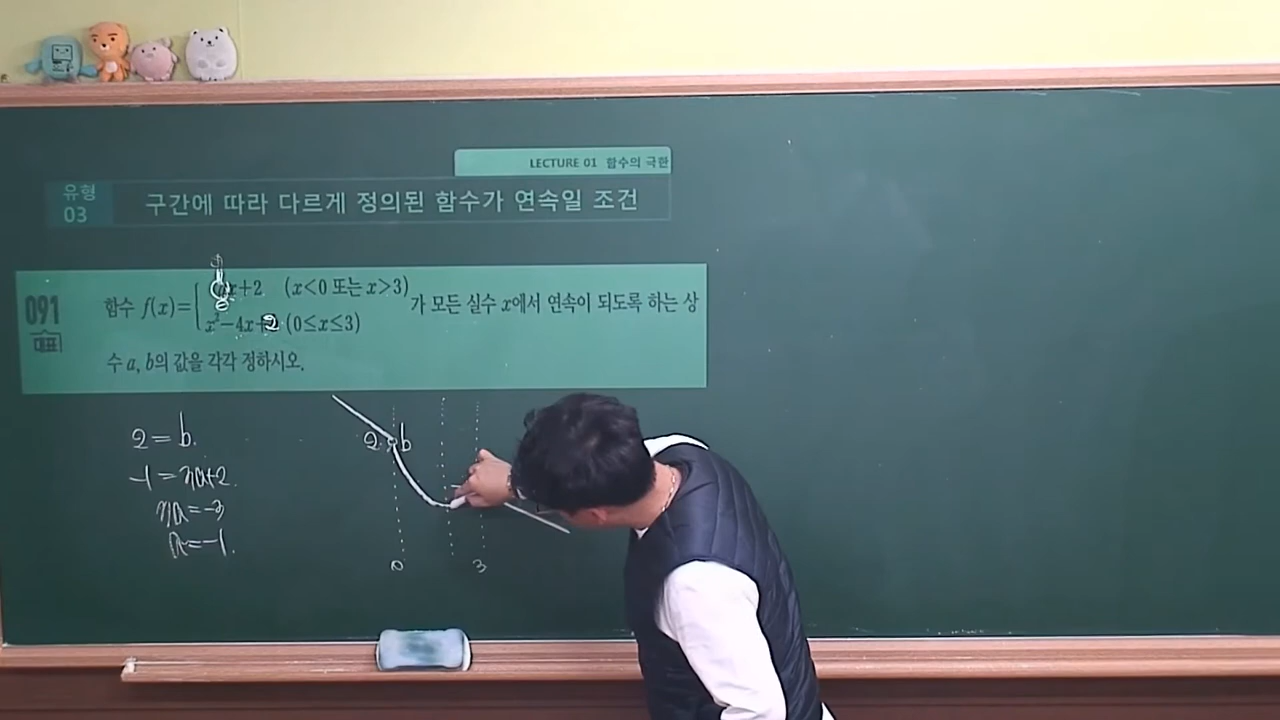 LECTURE 01 함수의 극한
유형
03
구간에 따라 다르게 정의된 함수가 연속일 조건
091
대표
함수 f(x)={ x+2 (x<0 또는 x>3)
x²-4x+2 (0≤x≤3)
가 모든 실수 x에서 연속이 되도록 하는 상
수 a, b의 값을 각각 정하시오.
2=b.
-1=3a+2.
3a=-3
a=-1.
2 b
0 3